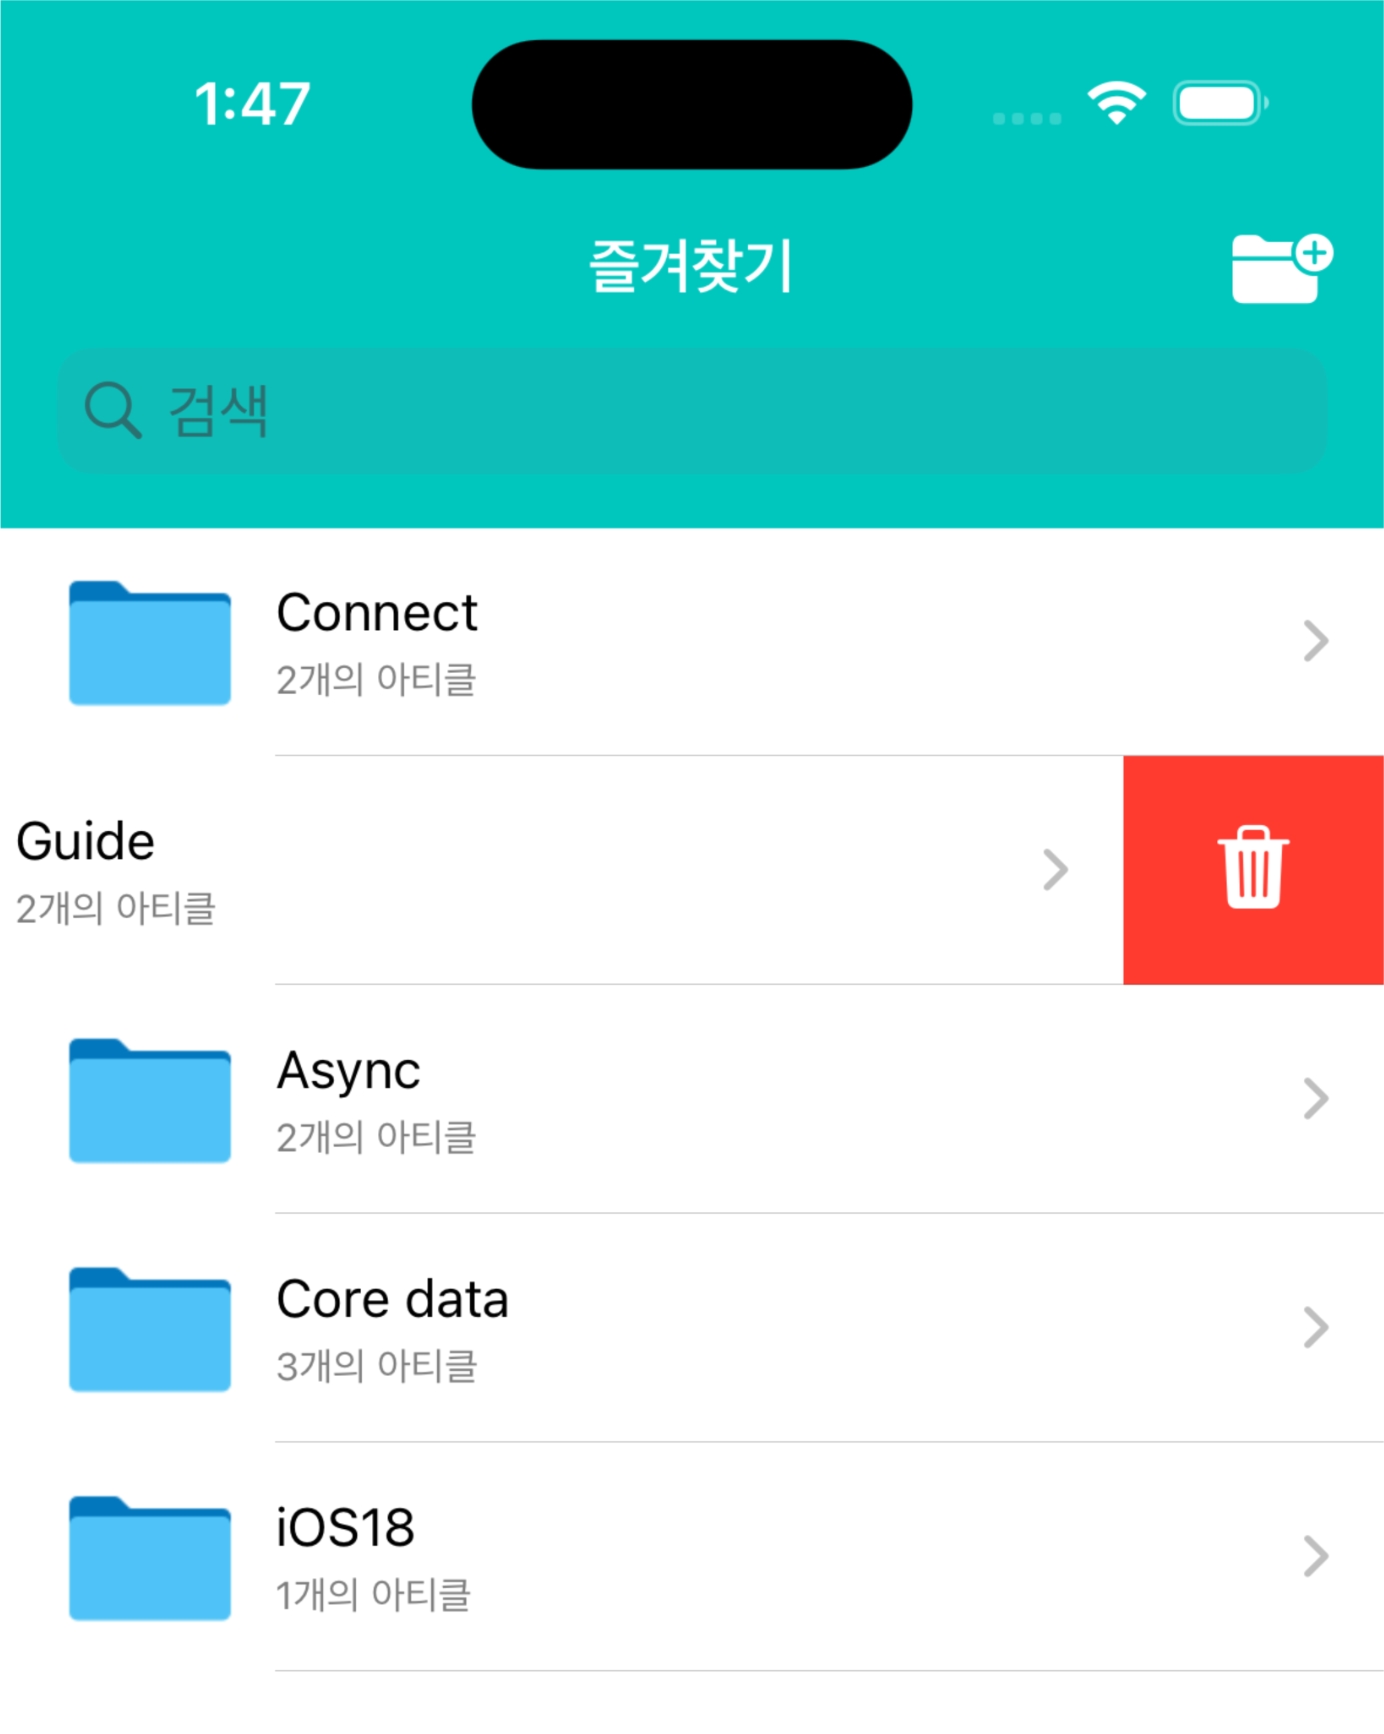 1:47
즐겨찾기
검색
Connect
2개의 아티클
Guide
2개의 아티클
Async
2개의 아티클
Core data
3개의 아티클
iOS18
1개의 아티클